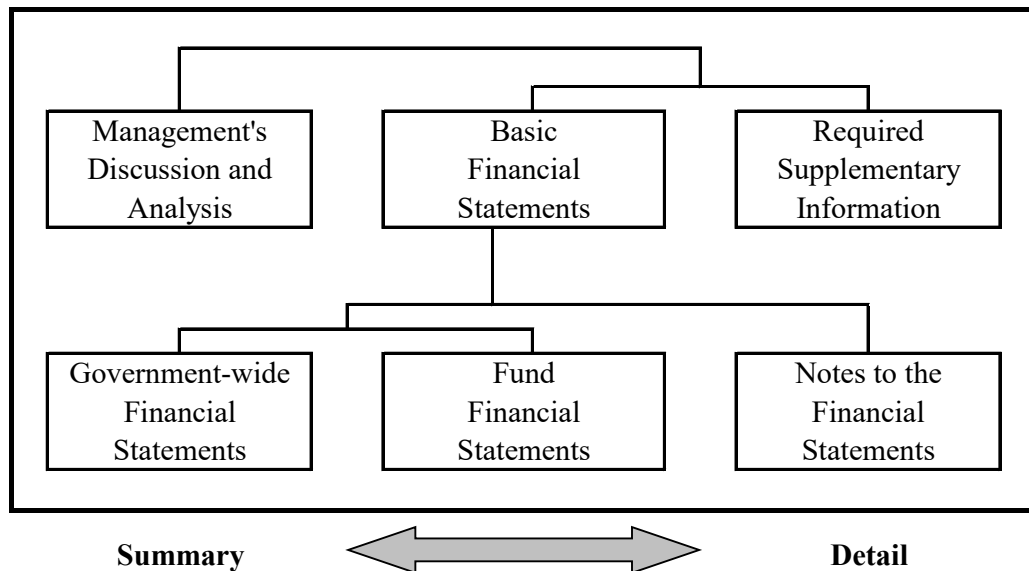 Management's
Discussion and
Analysis
Basic
Financial
Statements
Required
Supplementary
Information
Government-wide
Financial
Statements
Fund
Financial
Statements
Notes to the
Financial
Statements
Summary
Detail